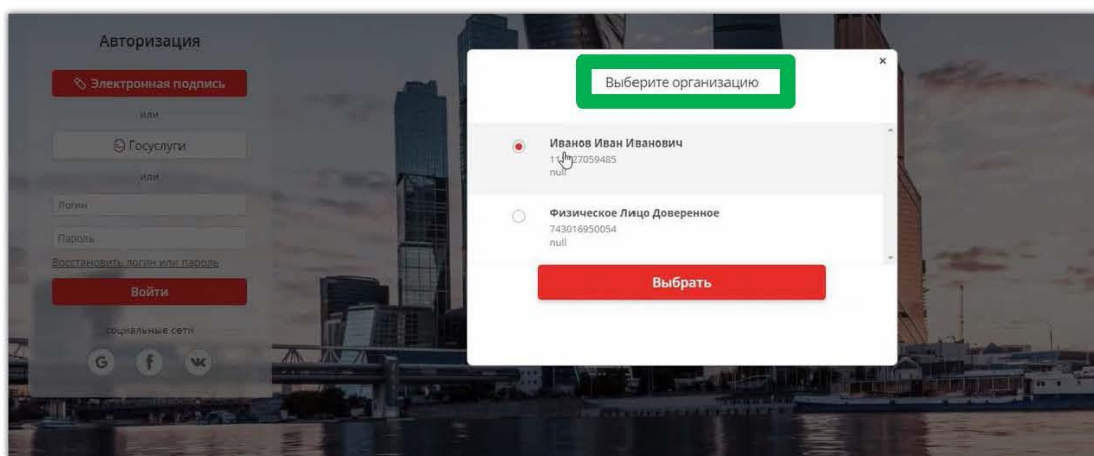 Авторизация
Электронная подпись
или
Госуслуги
или
Логин
Пароль
Восстановить логин или пароль
Войти
социальные сети
G f
×
Выберите организацию
Иванов Иван Иванович
null
Физическое Лицо Доверенное
743016950054
null
Выбрать